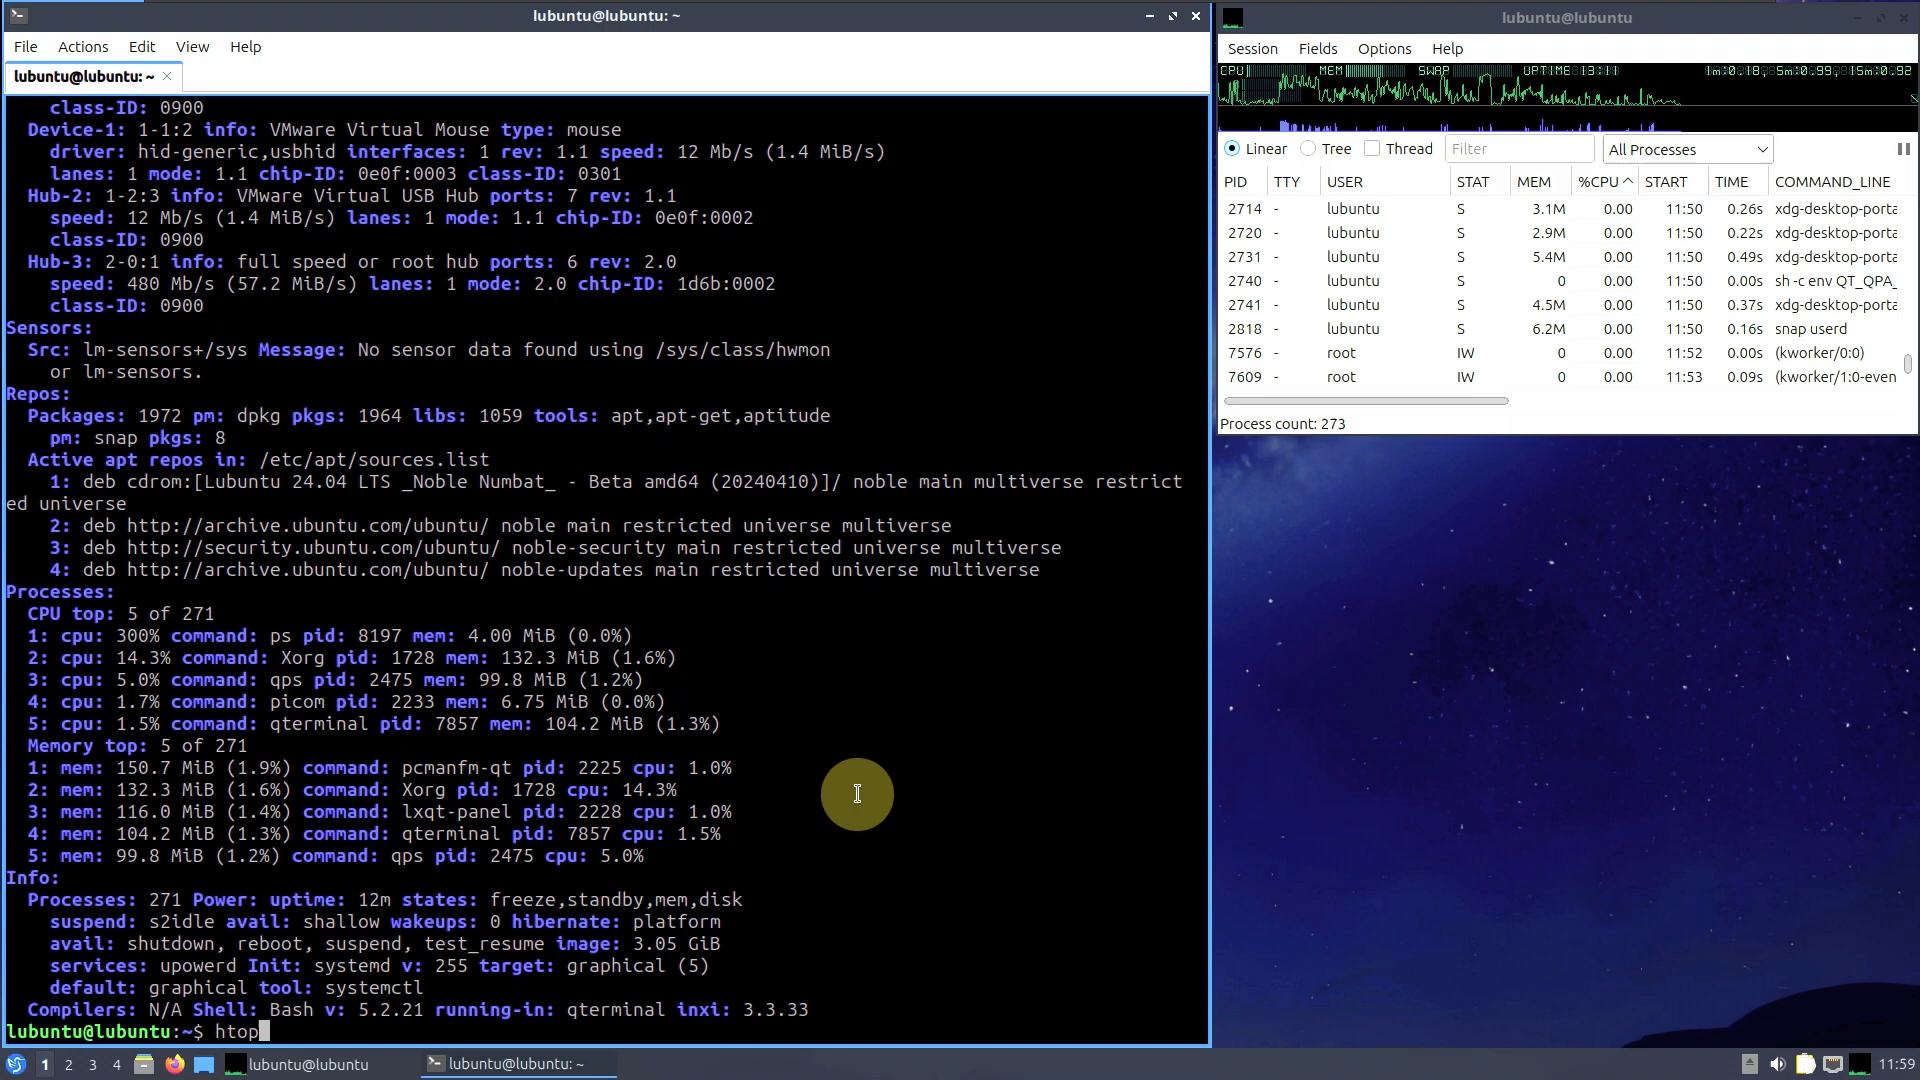 lubuntu@lubuntu: ~
File Actions Edit View Help
lubuntu@lubuntu: ~
class-ID: 0900
Device-1: 1-1:2 info: VMware Virtual Mouse type: mouse
driver: hid-generic,usbhid interfaces: 1 rev: 1.1 speed: 12 Mb/s (1.4 MiB/s)
lanes: 1 mode: 1.1 chip-ID: 0e0f:0003 class-ID: 0301
Hub-2: 1-2:3 info: VMware Virtual USB Hub ports: 7 rev: 1.1
speed: 12 Mb/s (1.4 MiB/s) lanes: 1 mode: 1.1 chip-ID: 0e0f:0002
class-ID: 0900
Hub-3: 2-0:1 info: full speed or root hub ports: 6 rev: 2.0
speed: 480 Mb/s (57.2 MiB/s) lanes: 1 mode: 2.0 chip-ID: 1d6b:0002
class-ID: 0900
Sensors:
Src: lm-sensors+/sys Message: No sensor data found using /sys/class/hwmon
or lm-sensors.
Repos:
Packages: 1972 pm: dpkg pkgs: 1964 libs: 1059 tools: apt,apt-get,aptitude
pm: snap pkgs: 8
Active apt repos in: /etc/apt/sources.list
1: deb cdrom:[Lubuntu 24.04 LTS _Noble Numbat_ - Beta amd64 (20240410)]/ noble main multiverse restrict
ed universe
2: deb http://archive.ubuntu.com/ubuntu/ noble main restricted universe multiverse
3: deb http://security.ubuntu.com/ubuntu/ noble-security main restricted universe multiverse
4: deb http://archive.ubuntu.com/ubuntu/ noble-updates main restricted universe multiverse
Processes:
CPU top: 5 of 271
1: cpu: 300% command: ps pid: 8197 mem: 4.00 MiB (0.0%)
2: cpu: 14.3% command: Xorg pid: 1728 mem: 132.3 MiB (1.6%)
3: cpu: 5.0% command: qps pid: 2475 mem: 99.8 MiB (1.2%)
4: cpu: 1.7% command: picom pid: 2233 mem: 6.75 MiB (0.0%)
5: cpu: 1.5% command: qterminal pid: 7857 mem: 104.2 MiB (1.3%)
Memory top: 5 of 271
1: mem: 150.7 MiB (1.9%) command: pcmanfm-qt pid: 2225 cpu: 1.0%
2: mem: 132.3 MiB (1.6%) command: Xorg pid: 1728 cpu: 14.3%
3: mem: 116.0 MiB (1.4%) command: lxqt-panel pid: 2228 cpu: 1.0%
4: mem: 104.2 MiB (1.3%) command: qterminal pid: 7857 cpu: 1.5%
5: mem: 99.8 MiB (1.2%) command: qps pid: 2475 cpu: 5.0%
Info:
Processes: 271 Power: uptime: 12m states: freeze,standby,mem,disk
suspend: s2idle avail: shallow wakeups: 0 hibernate: platform
avail: shutdown, reboot, suspend, test_resume image: 3.05 GiB
services: upowerd Init: systemd v: 255 target: graphical (5)
default: graphical tool: systemctl
Compilers: N/A Shell: Bash v: 5.2.21 running-in: qterminal inxi: 3.3.33
lubuntu@lubuntu:~$ htop
lubuntu@lubuntu
Session Fields Options Help
CPU MEM SWAP UPTIME
Linear Tree Thread Filter All Processes
PID TTY USER STAT MEM %CPU START TIME COMMAND_LINE
2714 - lubuntu S 3.1M 0.00 11:50 0.26s xdg-desktop-porta
2720 - lubuntu S 2.9M 0.00 11:50 0.22s xdg-desktop-porta
2731 - lubuntu S 5.4M 0.00 11:50 0.49s xdg-desktop-porta
2740 - lubuntu S 0 0.00 11:50 0.00s sh -c env QT_QPA_
2741 - lubuntu S 4.5M 0.00 11:50 0.37s xdg-desktop-porta
2818 - lubuntu S 6.2M 0.00 11:50 0.16s snap userd
7576 - root IW 0 0.00 11:52 0.00s (kworker/0:0)
7609 - root IW 0 0.00 11:53 0.09s (kworker/1:0-even
Process count: 273
1 2 3 4 lubuntu@lubuntu lubuntu@lubuntu: ~ 11:59